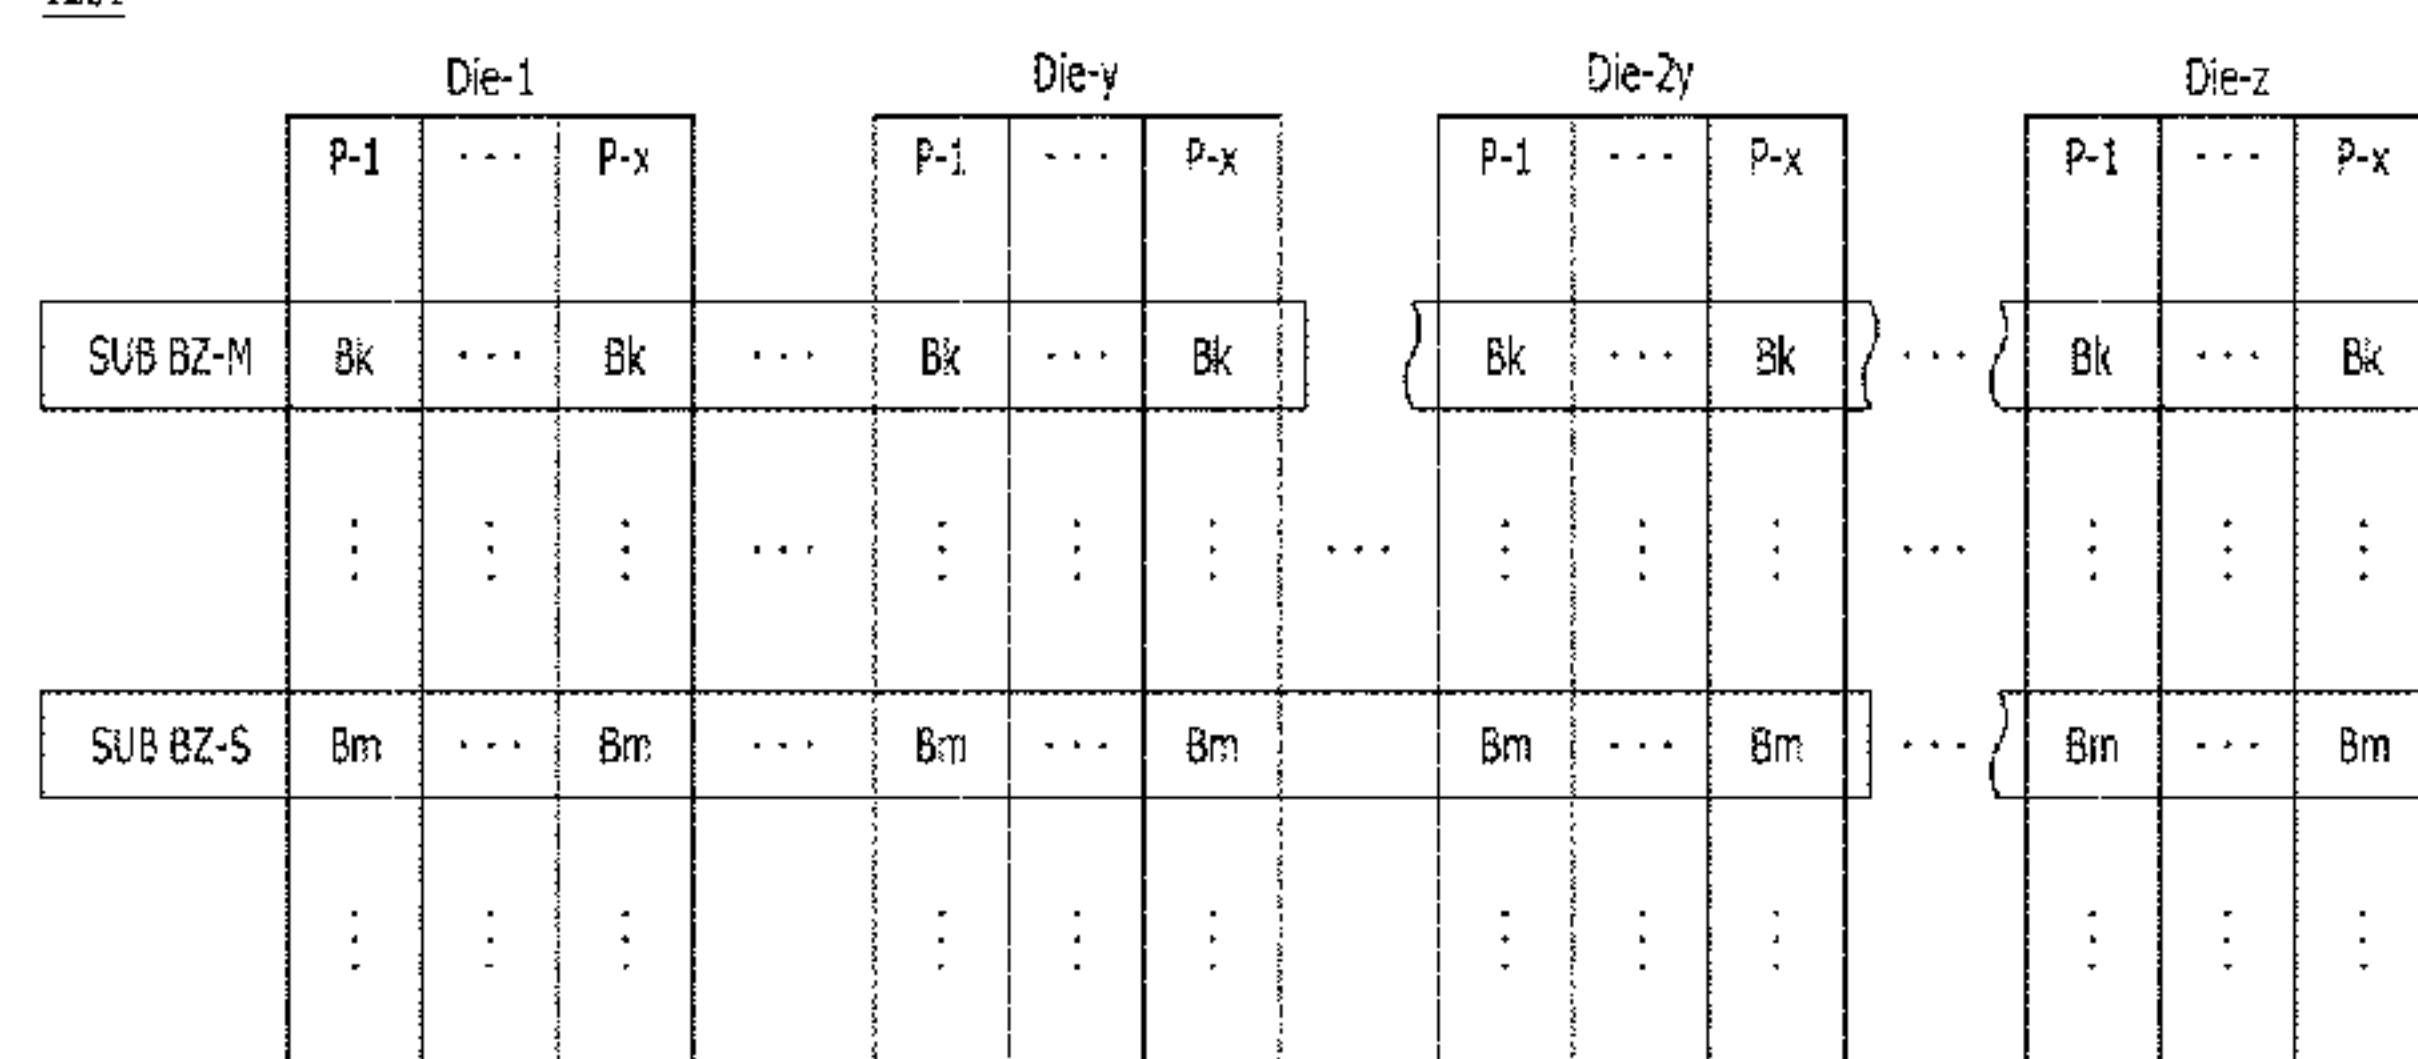 Die-1 Die-y Die-2y Die-z
P-1 ... P-x P-1 ... P-x P-1 ... P-x P-1 ... P-x
SUB BZ-M Bk ... Bk ... Bk ... Bk Bk ... Bk ... Bk ... Bk
SUB BZ-S Bm ... Bm ... Bm ... Bm Bm ... Bm ... Bm ... Bm